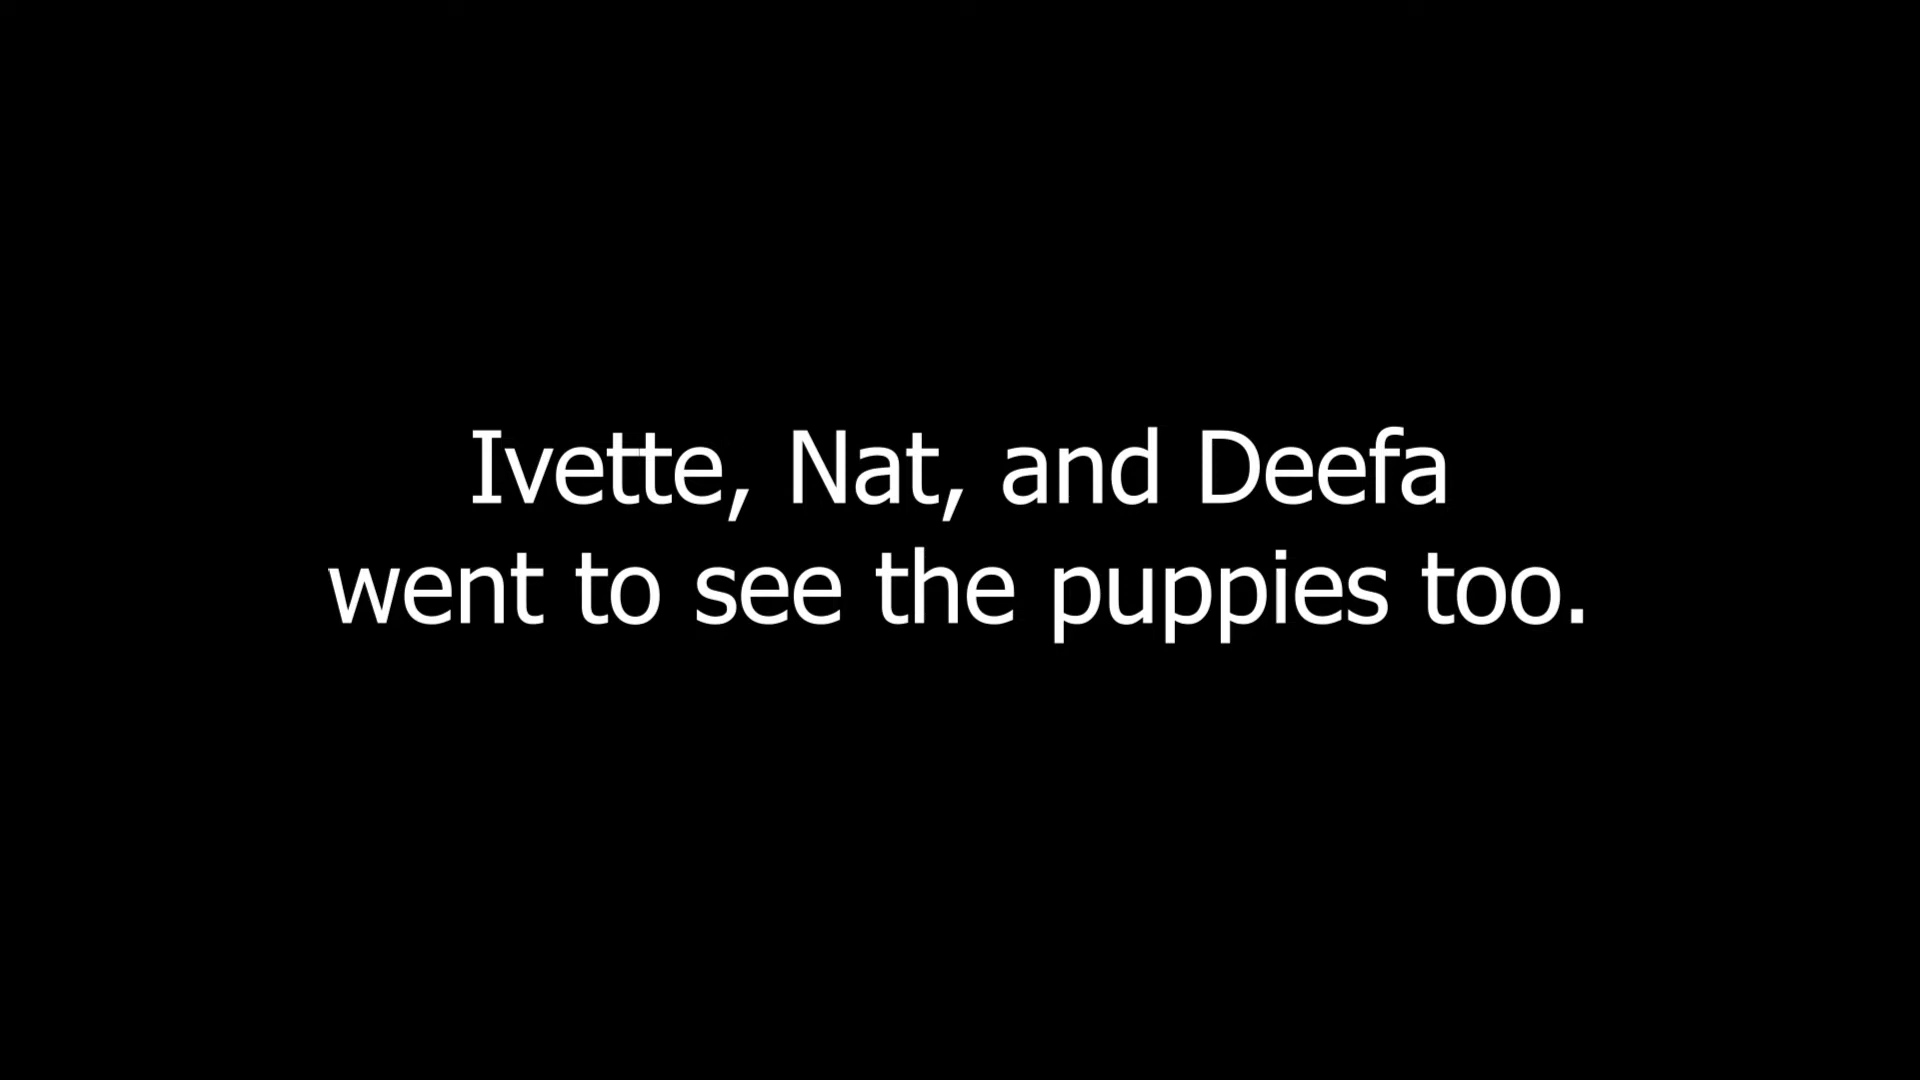 Ivette, Nat, and Deefa
went to see the puppies too.